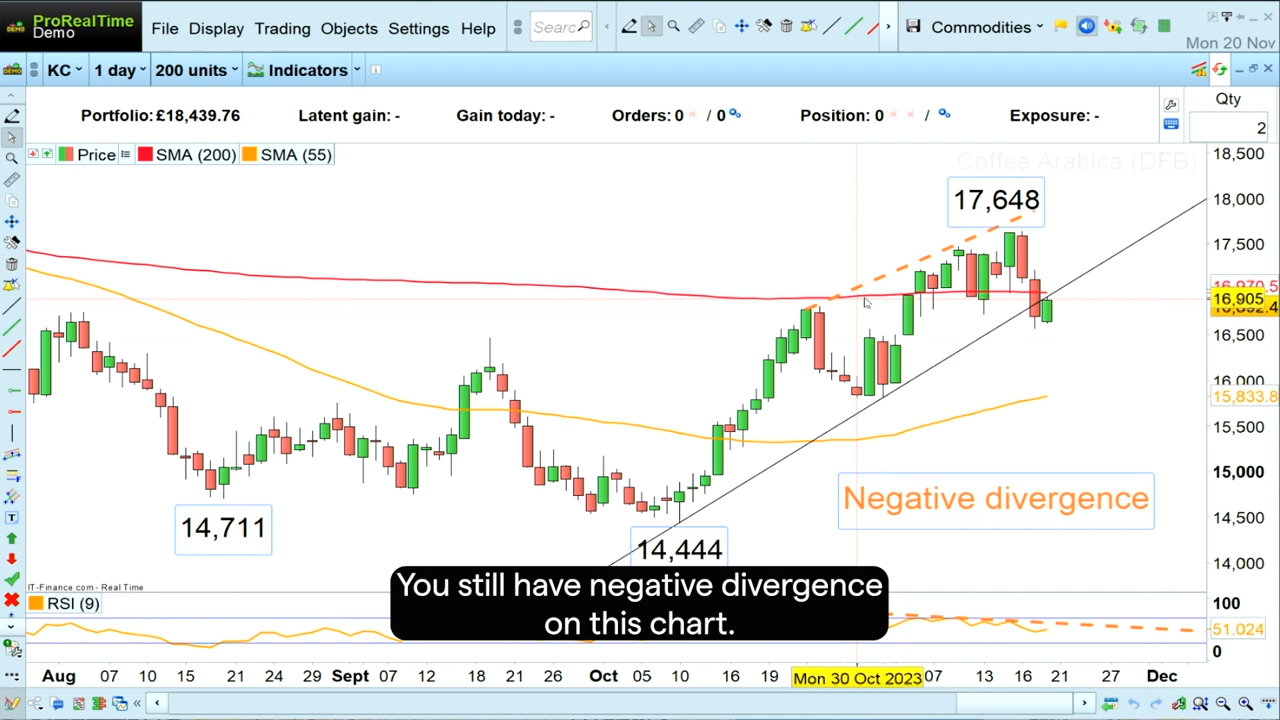 ProRealTime
Demo
File Display Trading Objects Settings Help
Searc
Commodities
Mon 20 Nov
DEMO KC 1 day 200 units Indicators
Portfolio: £18,439.76 Latent gain: - Gain today: - Orders: 0 / 0 Position: 0 / Exposure: -
Qty
2
Price SMA (200) SMA (55)
Coffee Arabica (DFB)
18,500
17,648
18,000
17,500
16,970.5
16,905
16,500
16,000
15,833.8
15,500
15,000
14,500
14,000
Negative divergence
14,711
14,444
You still have negative divergence
on this chart.
IT-Finance.com - Real Time
RSI (9)
100
51.024
0
Aug 07 10 15 21 24 29 Sept 07 12 18 21 26 Oct 05 10 16 19 Mon 30 Oct 2023 07 13 16 21 27 Dec